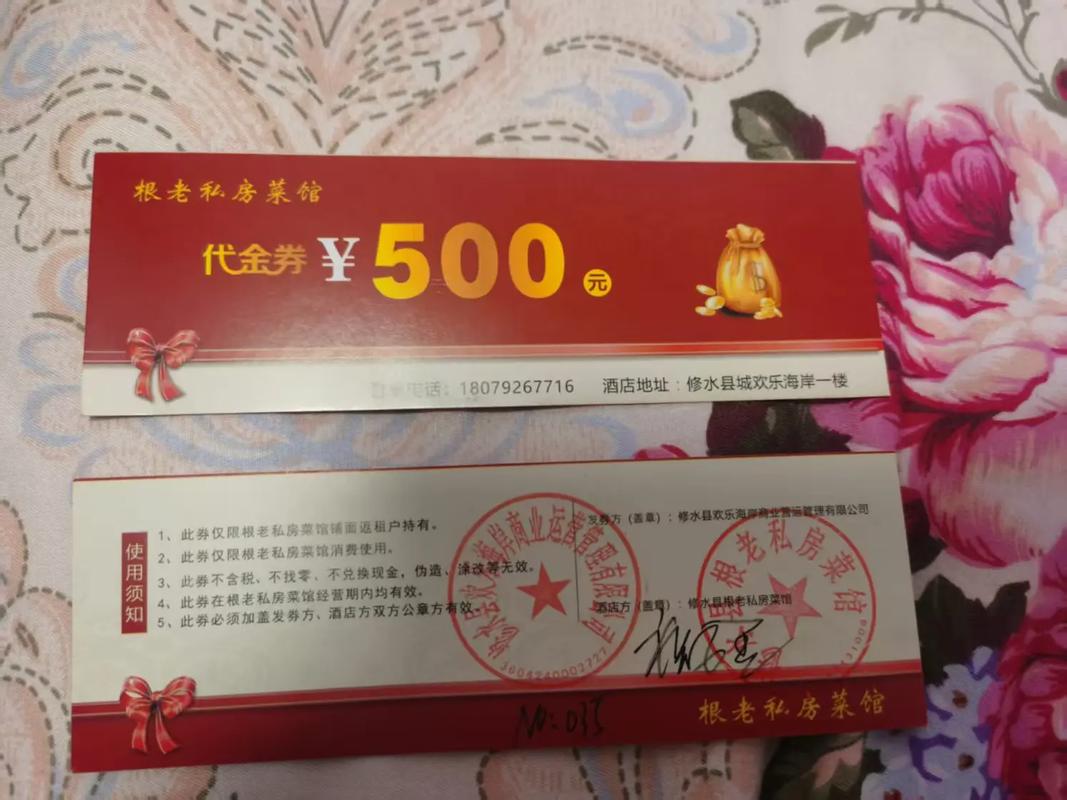 根老私房菜馆
代金券 ¥500元
电话：18079267716 酒店地址：修水县城欢乐海岸一楼
使用须知
1、此券仅限根老私房菜馆铺面返租户持有。
2、此券仅限根老私房菜馆消费使用。
3、此券不含税、不找零、不兑换现金，伪造、涂改等无效。
4、此券在根老私房菜馆经营期内均有效。
5、此券必须加盖发券方、酒店方双方公章方有效。
发券方（盖章）：修水县欢乐海岸商业营运管理有限公司
酒店方（盖章）：修水县根老私房菜馆
3604240002727
根老私房菜馆
No: 035
根老私房菜馆